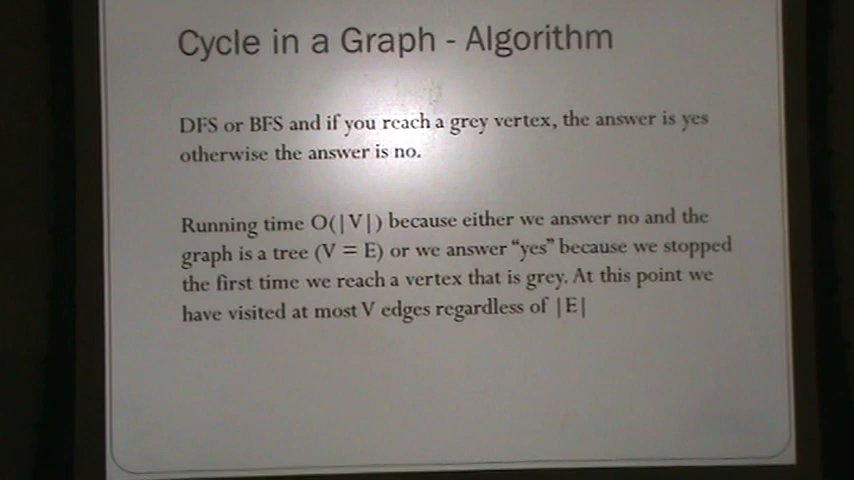 Cycle in a Graph - Algorithm
DFS or BFS and if you reach a grey vertex, the answer is yes
otherwise the answer is no.
Running time O(|V|) because either we answer no and the
graph is a tree (V = E) or we answer “yes” because we stopped
the first time we reach a vertex that is grey. At this point we
have visited at most V edges regardless of |E|